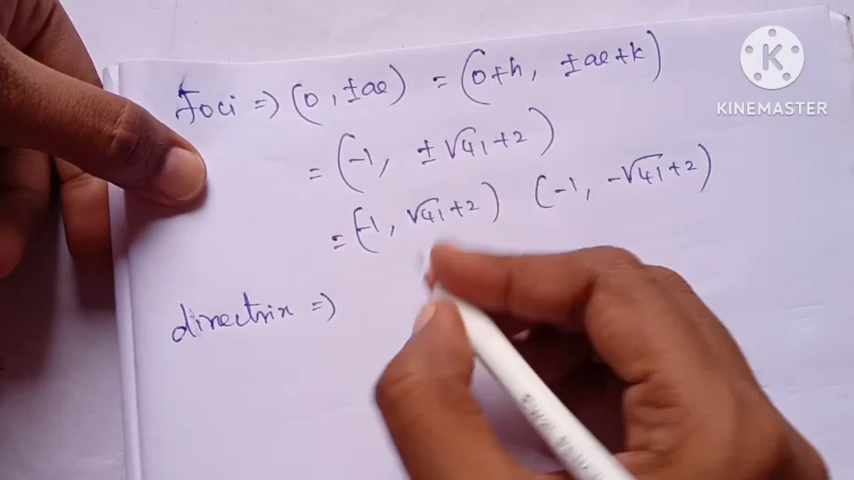 Foci => (0, ±ae) = (0+h, ±ae+k)
= (-1, ±√41+2)
= (-1, √41+2) (-1, -√41+2)
directrix =>
K
KINEMASTER